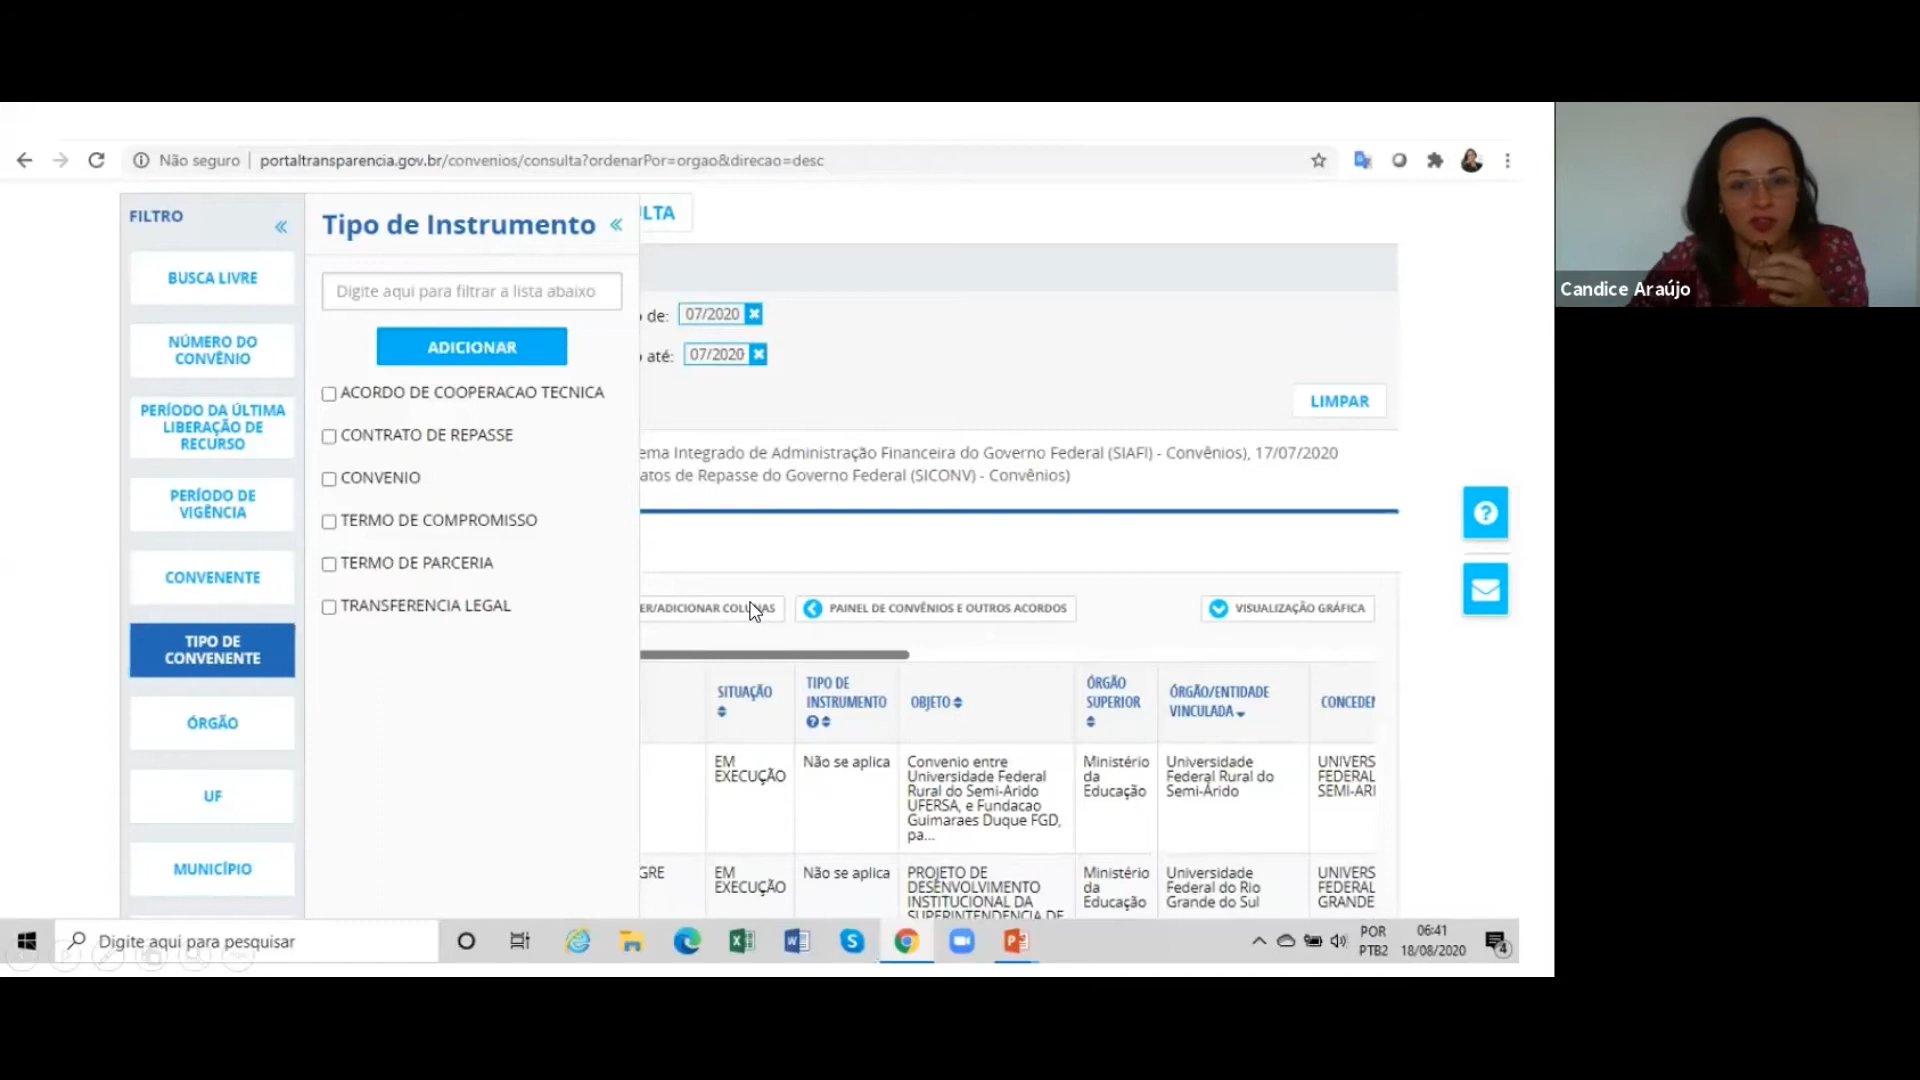 Não seguro
portaltransparencia.gov.br/convenios/consulta?ordenarPor=orgao&direcao=desc
FILTRO
BUSCA LIVRE
NÚMERO DO
CONVÊNIO
PERÍODO DA ÚLTIMA
LIBERAÇÃO DE
RECURSO
PERÍODO DE
VIGÊNCIA
CONVENENTE
TIPO DE
CONVENENTE
ÓRGÃO
UF
MUNICÍPIO
Tipo de Instrumento
Digite aqui para filtrar a lista abaixo
ADICIONAR
ACORDO DE COOPERACAO TECNICA
CONTRATO DE REPASSE
CONVENIO
TERMO DE COMPROMISSO
TERMO DE PARCERIA
TRANSFERENCIA LEGAL
LTA
de: 07/2020
até: 07/2020
LIMPAR
ema Integrado de Administração Financeira do Governo Federal (SIAFI) - Convênios), 17/07/2020
atos de Repasse do Governo Federal (SICONV) - Convênios)
ER/ADICIONAR COLUNAS
PAINEL DE CONVÊNIOS E OUTROS ACORDOS
VISUALIZAÇÃO GRÁFICA
SITUAÇÃO
TIPO DE
INSTRUMENTO
OBJETO
ÓRGÃO
SUPERIOR
ÓRGÃO/ENTIDADE
VINCULADA
CONCEDEN
EM
EXECUÇÃO
Não se aplica
Convenio entre
Universidade Federal
Rural do Semi-Arido
UFERSA, e Fundacao
Guimaraes Duque FGD,
pa...
Ministério
da
Educação
Universidade
Federal Rural do
Semi-Árido
UNIVERS
FEDERAL
SEMI-ARI
GRE
EM
EXECUÇÃO
Não se aplica
PROJETO DE
DESENVOLVIMENTO
INSTITUCIONAL DA
SUPERINTENDENCIA DE
Ministério
da
Educação
Universidade
Federal do Rio
Grande do Sul
UNIVERS
FEDERAL
GRANDE
Digite aqui para pesquisar
POR
PTB2
06:41
18/08/2020
4
Candice Araújo